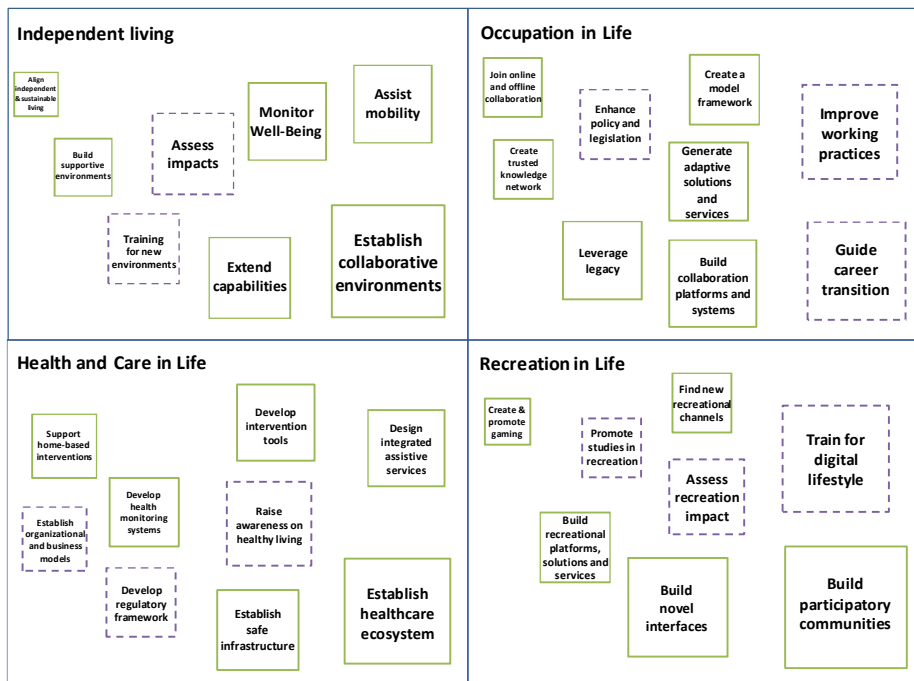 Independent living
Align
independent
& sustainable
living
Build
supportive
environments
Assess
impacts
Monitor
Well-Being
Assist
mobility
Training
for new
environments
Extend
capabilities
Establish
collaborative
environments
Occupation in Life
Join online
and offline
collaboration
Enhance
policy and
legislation
Create a
model
framework
Improve
working
practices
Create
trusted
knowledge
network
Generate
adaptive
solutions
and
services
Leverage
legacy
Build
collaboration
platforms and
systems
Guide
career
transition
Health and Care in Life
Support
home-based
interventions
Develop
intervention
tools
Design
integrated
assistive
services
Develop
health
monitoring
systems
Establish
organizational
and business
models
Raise
awareness on
healthy living
Develop
regulatory
framework
Establish
safe
infrastructure
Establish
healthcare
ecosystem
Recreation in Life
Create &
promote
gaming
Promote
studies in
recreation
Find new
recreational
channels
Train for
digital
lifestyle
Assess
recreation
impact
Build
recreational
platforms,
solutions and
services
Build
novel
interfaces
Build
participatory
communities